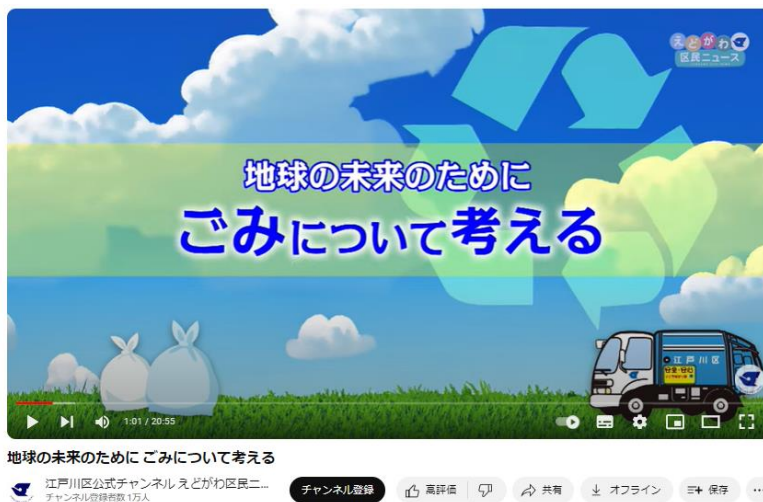 えどがわ
区民ニュース
地球の未来のために
ごみについて考える
江戸川区
安全・安心
1:01 / 20:55
地球の未来のために ごみについて考える
江戸川区公式チャンネル えどがわ区民ニ...
チャンネル登録者数 1万人
チャンネル登録
高評価
共有
オフライン
保存